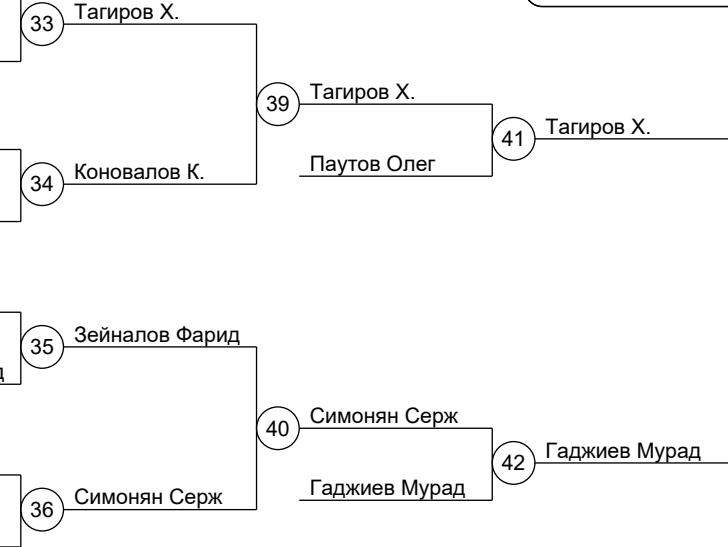 33
Тагиров Х.
39
Тагиров Х.
41
Тагиров Х.
Паутов Олег
34
Коновалов К.
35
Зейналов Фарид
40
Симонян Серж
42
Гаджиев Мурад
Гаджиев Мурад
36
Симонян Серж